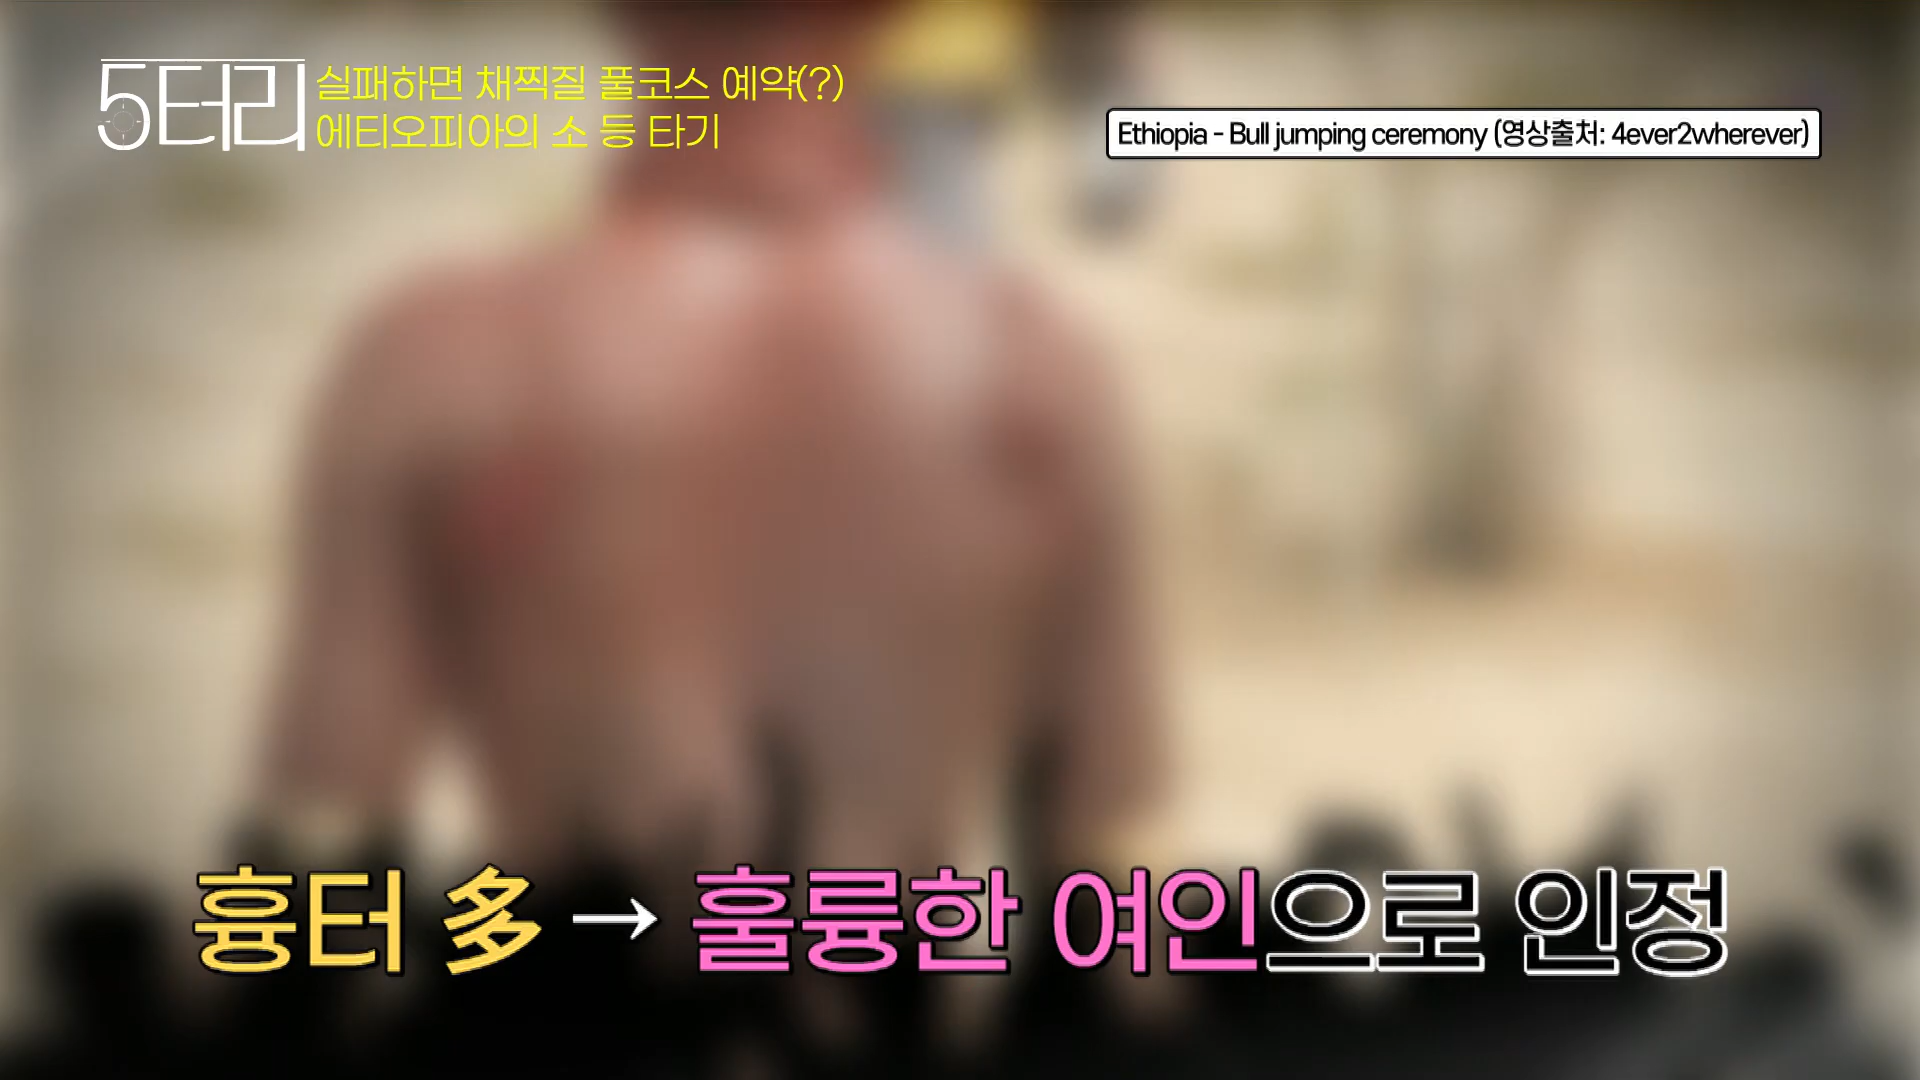 5터리
실패하면 채찍질 풀코스 예약(?)
에티오피아의 소 등 타기
Ethiopia - Bull jumping ceremony (영상출처: 4ever2wherever)
흉터 多 → 훌륭한 여인으로 인정